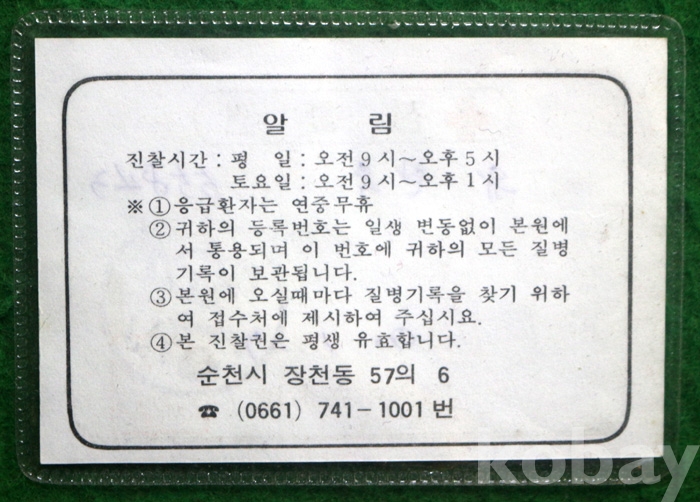 알 림
진찰시간 : 평 일 : 오전 9 시～오후 5 시
토요일 : 오전 9 시～오후 1 시
※ ① 응급환자는 연중무휴
② 귀하의 등록번호는 일생 변동없이 본원에
서 통용되며 이 번호에 귀하의 모든 질병
기록이 보관됩니다.
③ 본원에 오실때마다 질병기록을 찾기 위하
여 접수처에 제시하여 주십시요.
④ 본 진찰권은 평생 유효합니다.
순천시 장천동 57의 6
☎ (0661) 741－1001 번
kobay